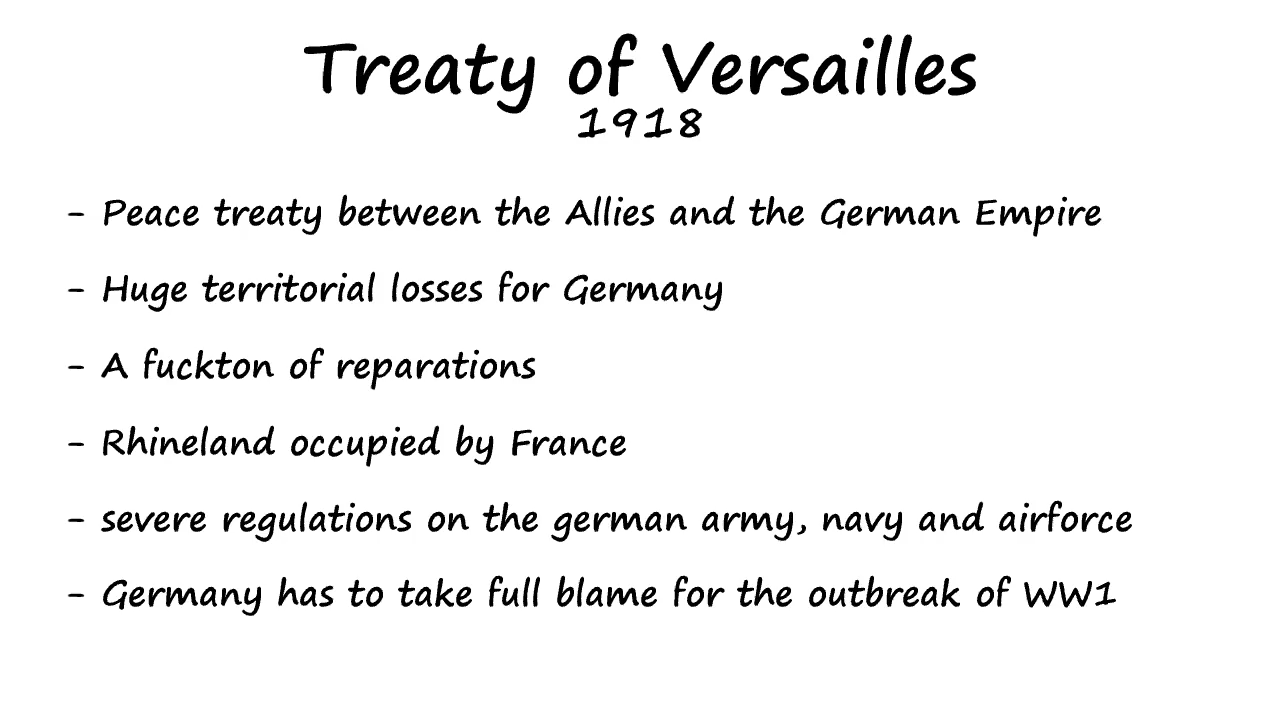 Treaty of Versailles
1918
- Peace treaty between the Allies and the German Empire
- Huge territorial losses for Germany
- A fuckton of reparations
- Rhineland occupied by France
- severe regulations on the german army, navy and airforce
- Germany has to take full blame for the outbreak of WW1